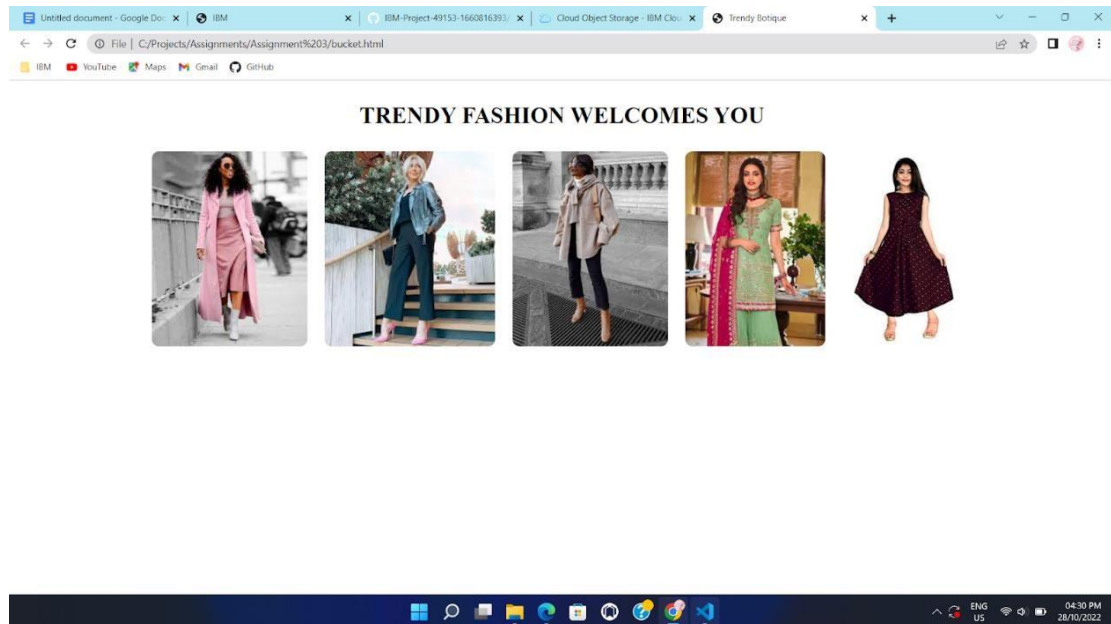 Untitled document - Google Doc
IBM
IBM-Project-49153-1660816393/
Cloud Object Storage - IBM Clou
Trendy Botique
File | C:/Projects/Assignments/Assignment%203/bucket.html
IBM YouTube Maps Gmail GitHub
TRENDY FASHION WELCOMES YOU
ENG
US
04:30 PM
28/10/2022